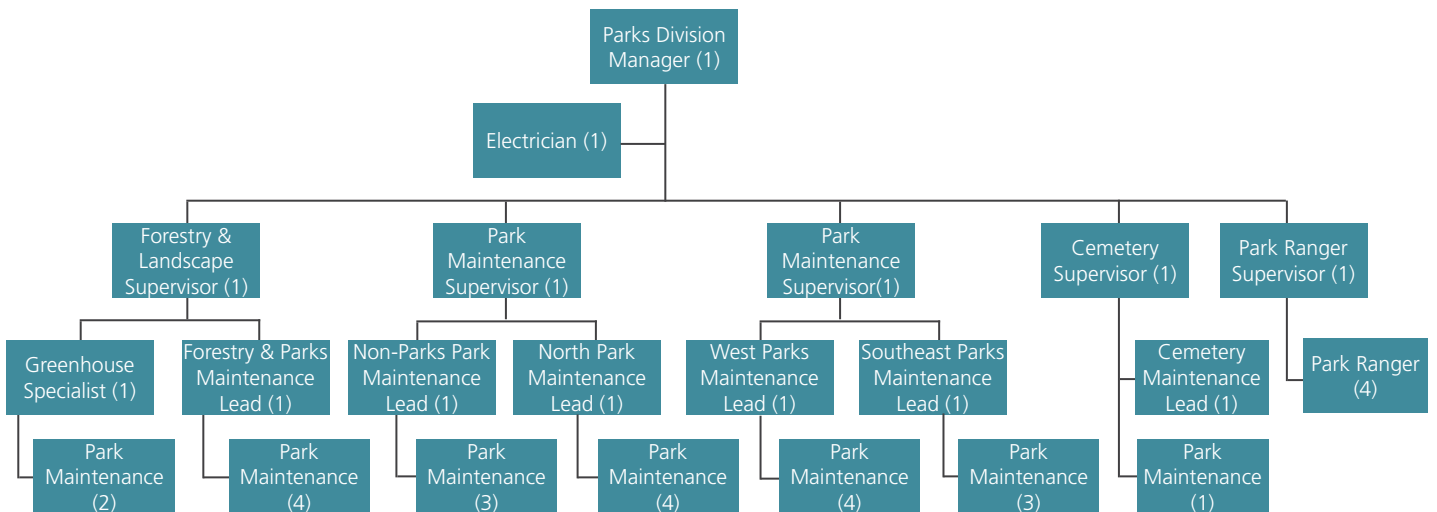 Parks Division
Manager (1)
Electrician (1)
Forestry &
Landscape
Supervisor (1)
Park
Maintenance
Supervisor (1)
Park
Maintenance
Supervisor(1)
Cemetery
Supervisor (1)
Park Ranger
Supervisor (1)
Greenhouse
Specialist (1)
Forestry & Parks
Maintenance
Lead (1)
Non-Parks Park
Maintenance
Lead (1)
North Park
Maintenance
Lead (1)
West Parks
Maintenance
Lead (1)
Southeast Parks
Maintenance
Lead (1)
Cemetery
Maintenance
Lead (1)
Park Ranger
(4)
Park
Maintenance
(2)
Park
Maintenance
(4)
Park
Maintenance
(3)
Park
Maintenance
(4)
Park
Maintenance
(4)
Park
Maintenance
(3)
Park
Maintenance
(1)